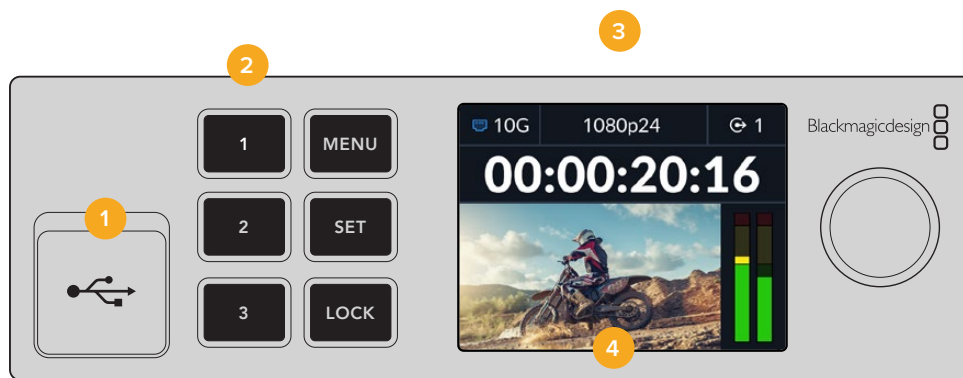 3
2
10G 1080p24 1
Blackmagicdesign
1 MENU
00:00:20:16
1
2 SET
3 LOCK
4